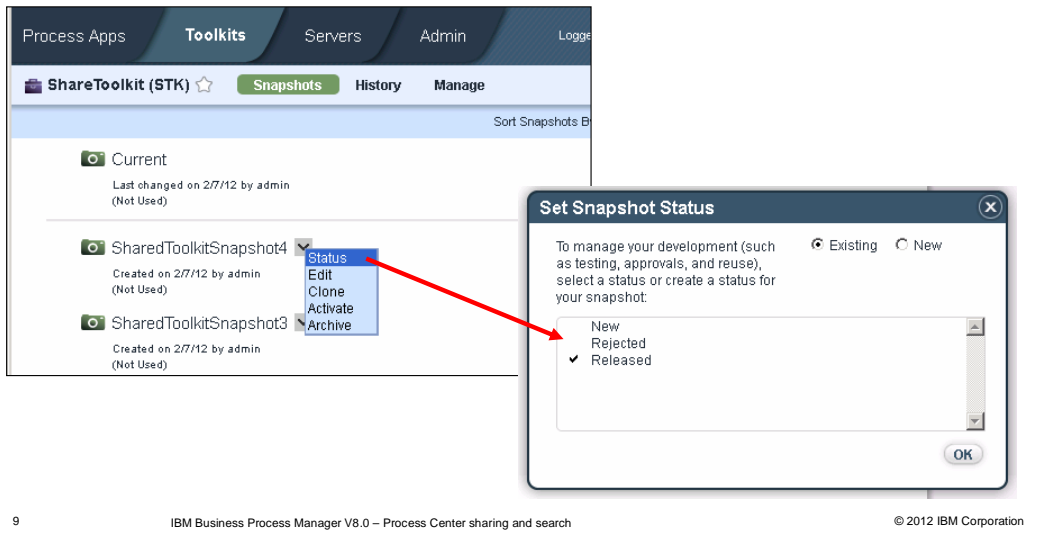 Process Apps Toolkits Servers Admin Logge
ShareToolkit (STK) Snapshots History Manage
Sort Snapshots B
Current
Last changed on 2/7/12 by admin
(Not Used)
SharedToolkitSnapshot4
Created on 2/7/12 by admin
(Not Used)
Status
Edit
Clone
Activate
Archive
SharedToolkitSnapshot3
Created on 2/7/12 by admin
(Not Used)
Set Snapshot Status
To manage your development (such
as testing, approvals, and reuse),
select a status or create a status for
your snapshot:
Existing New
New
Rejected
Released
OK
9 IBM Business Process Manager V8.0 – Process Center sharing and search © 2012 IBM Corporation